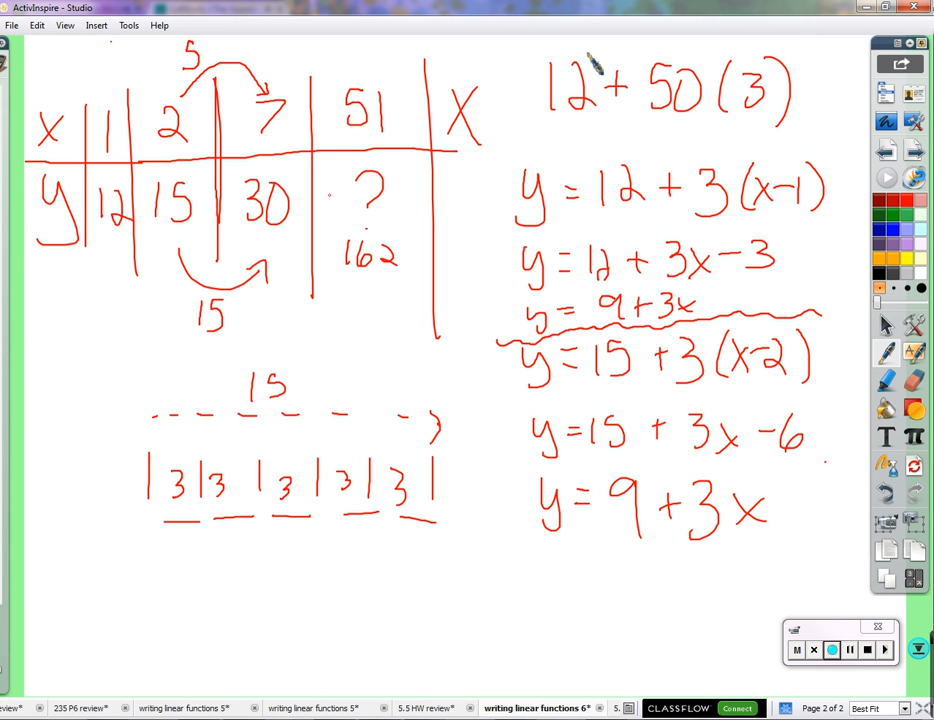 ActivInspire - Studio
File Edit View Insert Tools Help
5
x 1 2 7 51 X
y 12 15 30 ?
162
15
15
3 3 3 3 3
12 + 50 (3)
y = 12 + 3 (x-1)
y = 12 + 3x - 3
y = 9 + 3x
y = 15 + 3 (x-2)
y = 15 + 3x - 6
y = 9 + 3x
M
view* 235 P6 review* writing linear functions 5* writing linear functions 5* 5.5 HW review* writing linear functions 6* 5. CLASSFLOW Connect Page 2 of 2 Best Fit